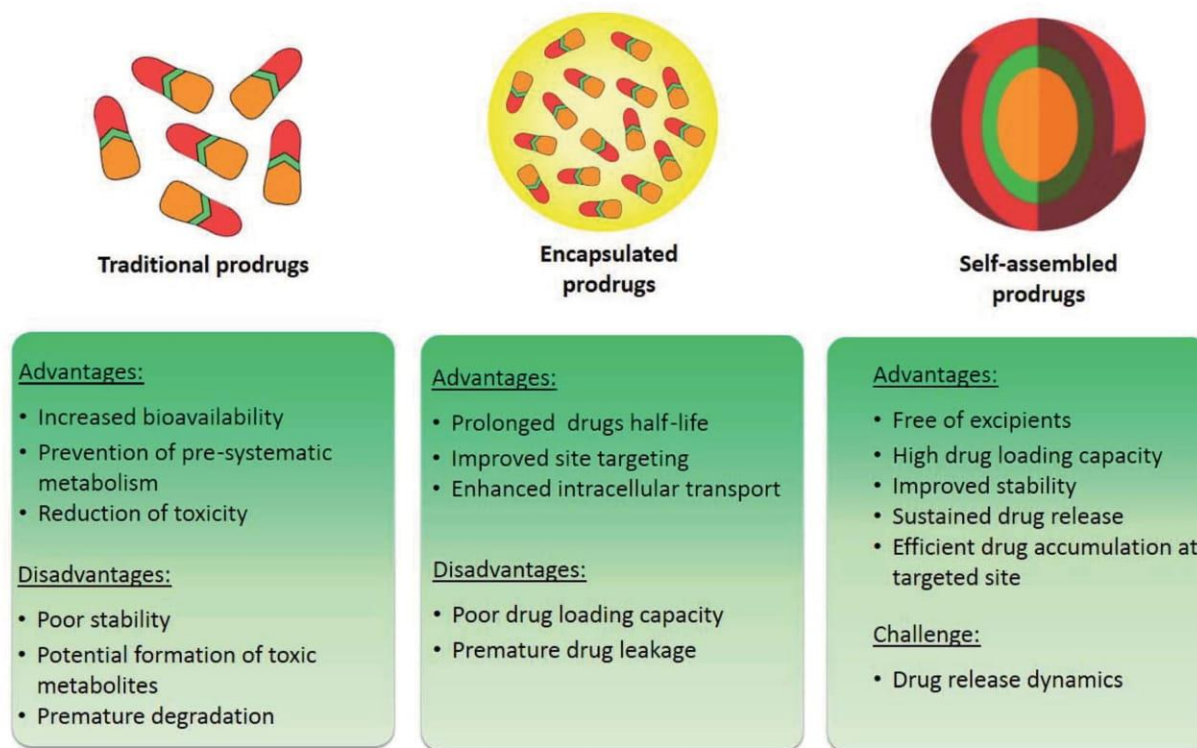 Traditional prodrugs
Encapsulated
prodrugs
Self-assembled
prodrugs
Advantages:
• Increased bioavailability
• Prevention of pre-systematic
metabolism
• Reduction of toxicity
Disadvantages:
• Poor stability
• Potential formation of toxic
metabolites
• Premature degradation
Advantages:
• Prolonged drugs half-life
• Improved site targeting
• Enhanced intracellular transport
Disadvantages:
• Poor drug loading capacity
• Premature drug leakage
Advantages:
• Free of excipients
• High drug loading capacity
• Improved stability
• Sustained drug release
• Efficient drug accumulation at
targeted site
Challenge:
• Drug release dynamics